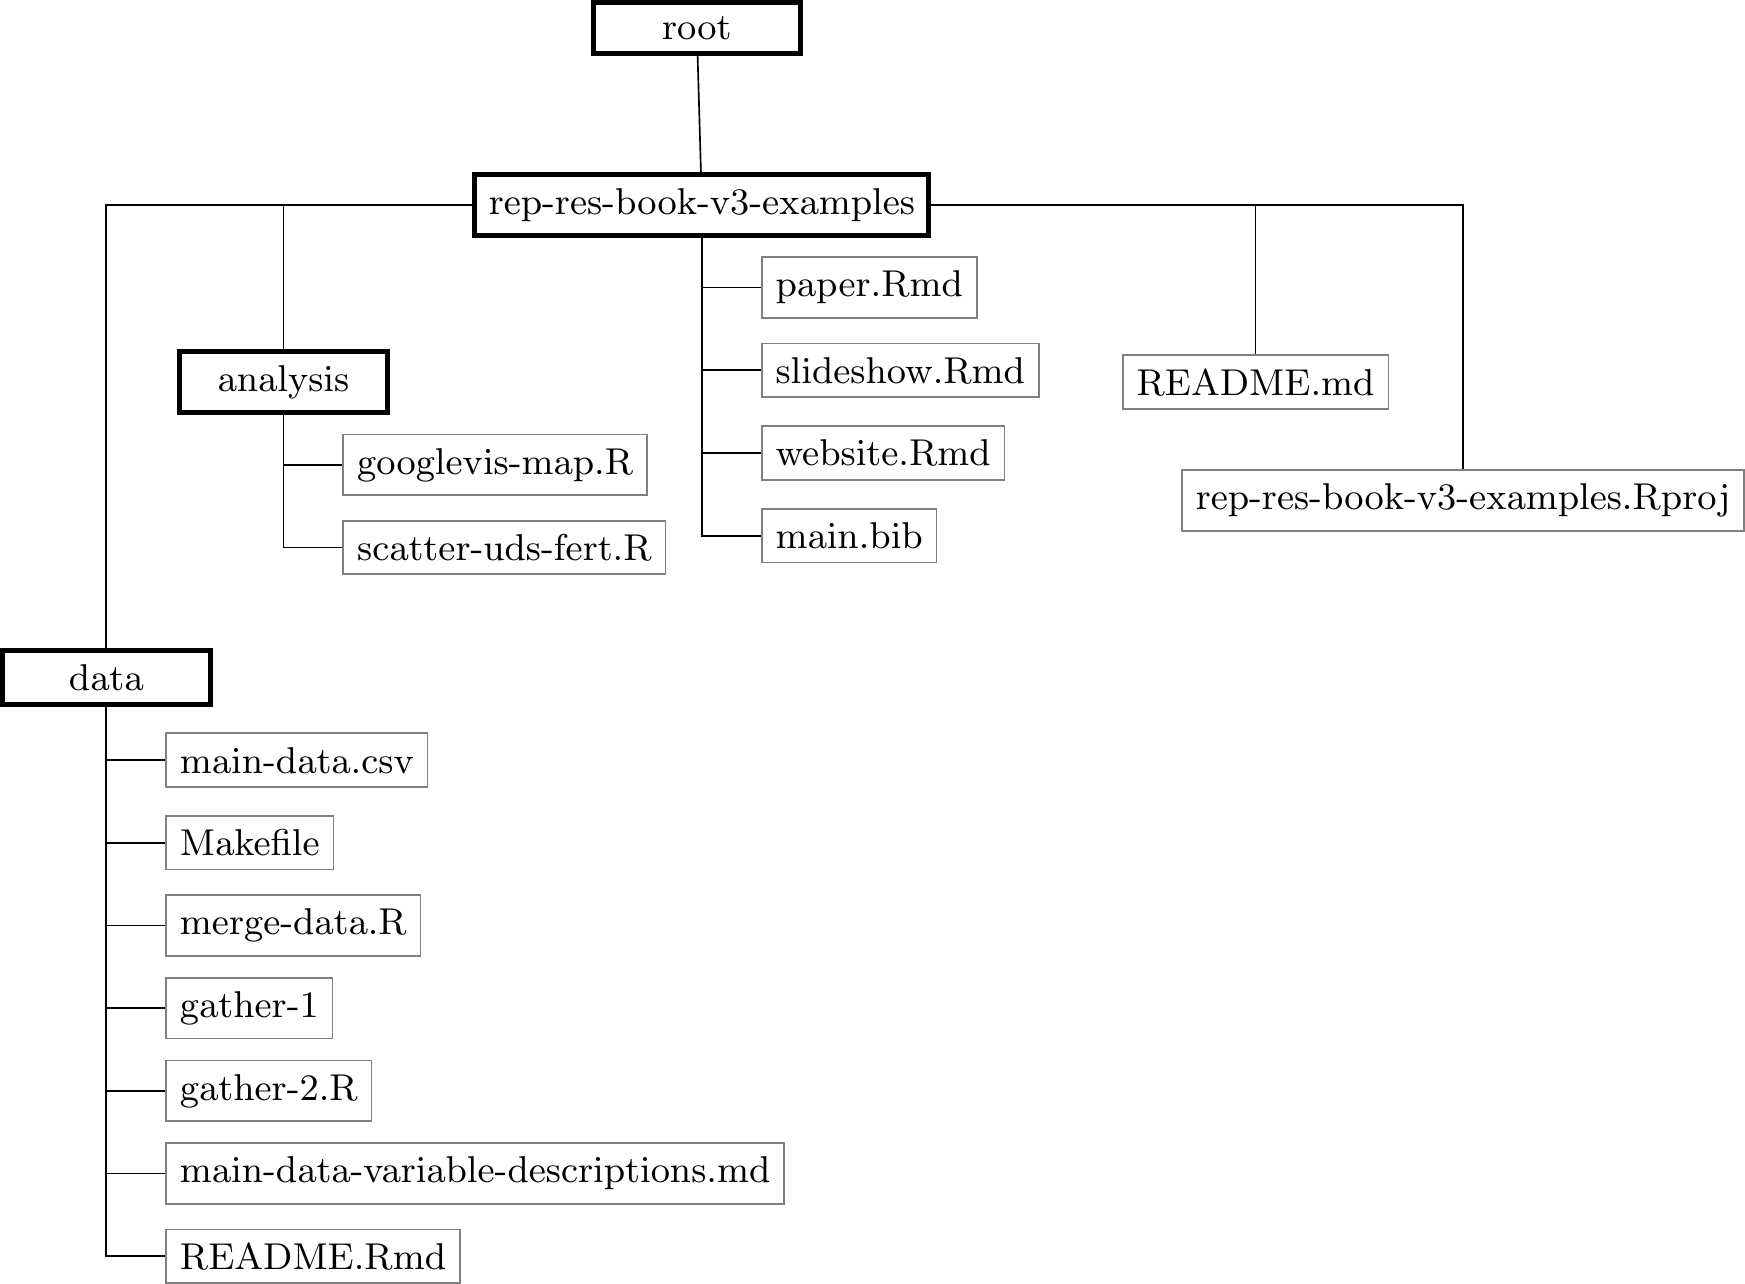 root
rep-res-book-v3-examples
paper.Rmd
slideshow.Rmd
website.Rmd
main.bib
README.md
rep-res-book-v3-examples.Rproj
analysis
googlevis-map.R
scatter-uds-fert.R
data
main-data.csv
Makefile
merge-data.R
gather-1
gather-2.R
main-data-variable-descriptions.md
README.Rmd